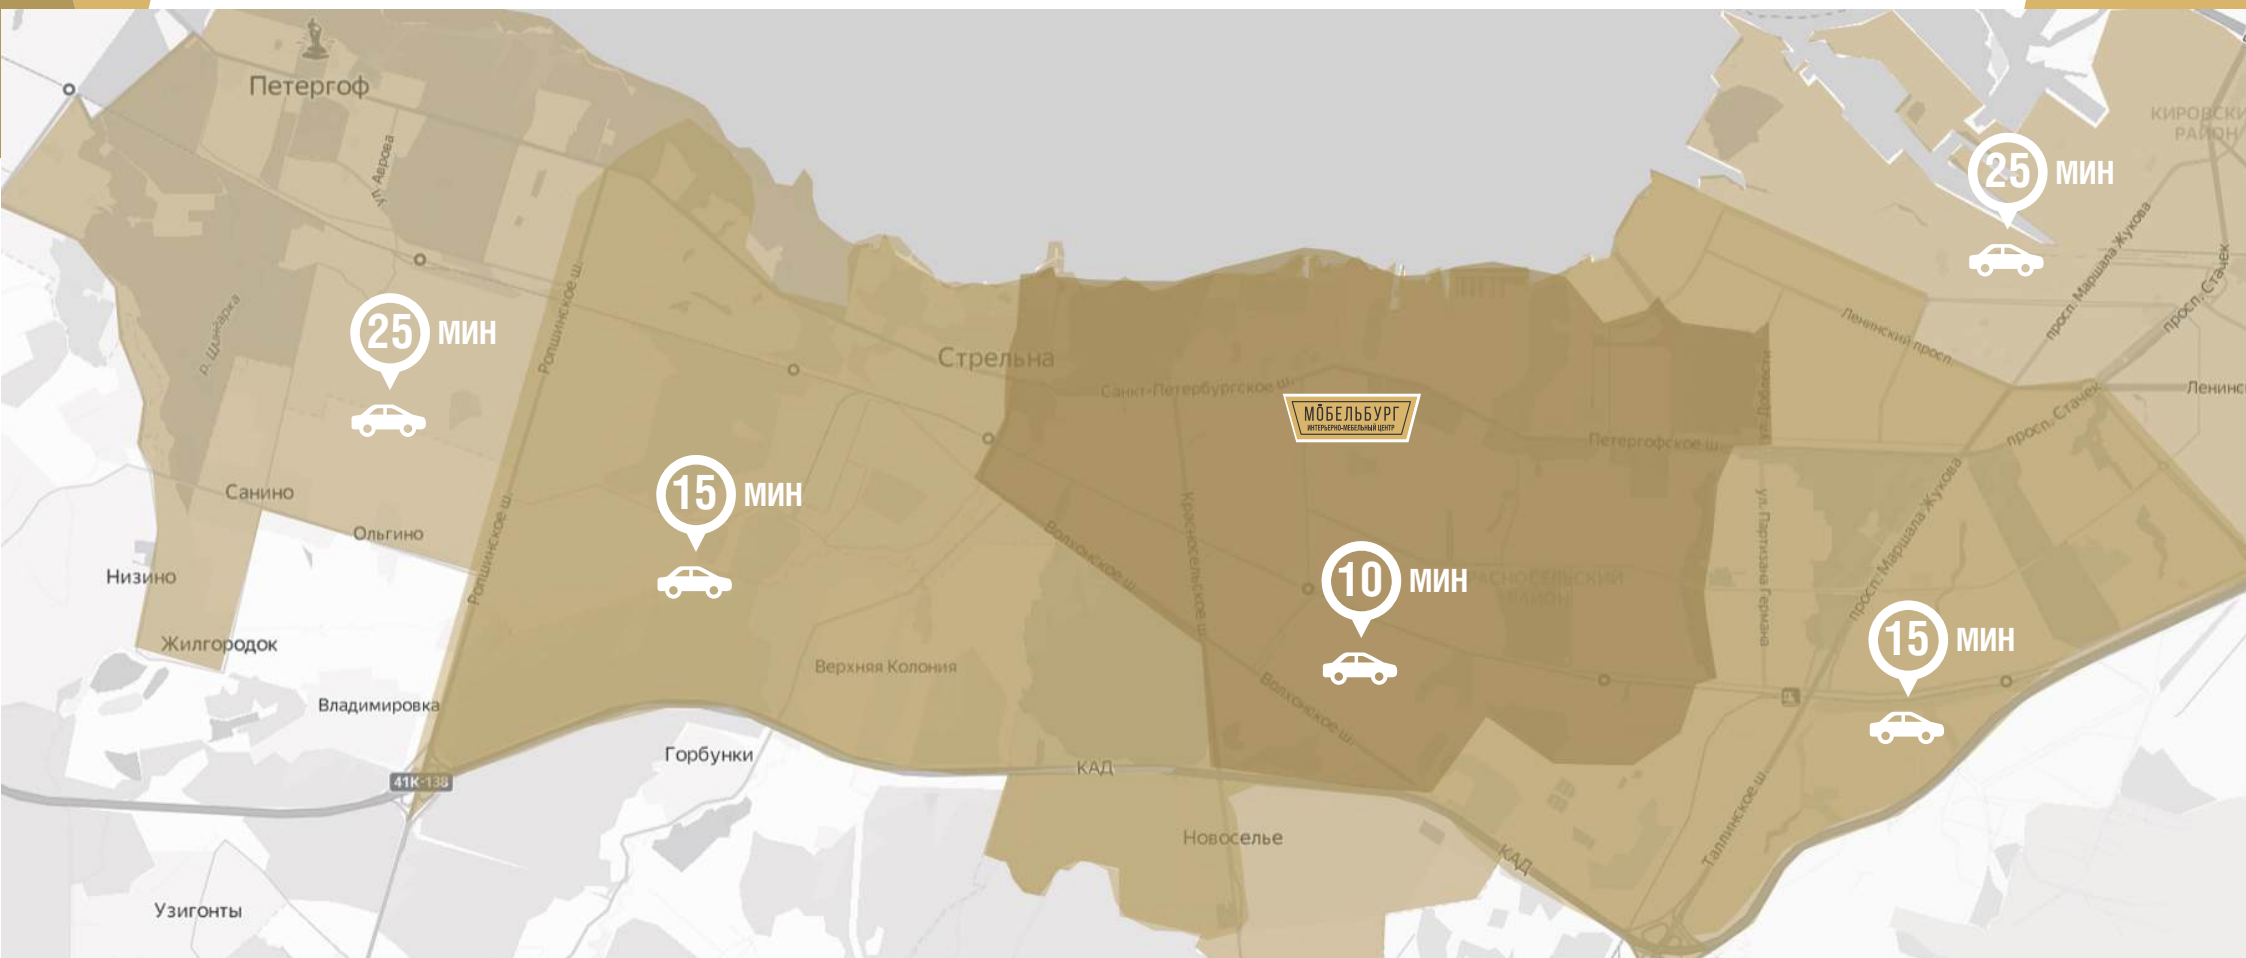 Петергоф
КИРОВСКИ
РАЙОН
25 МИН
ул. Аврова
просп. Маршала Жукова
просп. Стачек
р. Шингарка
Ропшинское ш.
25 МИН
Стрельна
Ленинский просп.
Санкт-Петербургское ш.
МЁБЕЛЬБУРГ
ИНТЕРЬЕРНО-МЕБЕЛЬНЫЙ ЦЕНТР
ул. Доблести
Ленинс
просп. Стачек
Петергофское ш.
15 МИН
Санино
Ольгино
Ропшинское ш.
Волхонское ш.
Красносельское ш.
ул. Партизана Германа
просп. Маршала Жукова
Низино
10 МИН
РАСНОСЕЛЬСКИЙ
РАЙОН
Жилгородок
Верхняя Колония
15 МИН
Владимировка
Волхонское ш.
Горбунки
КАД
41К-138
Таллинское ш.
Новоселье
КАД
Узигонты